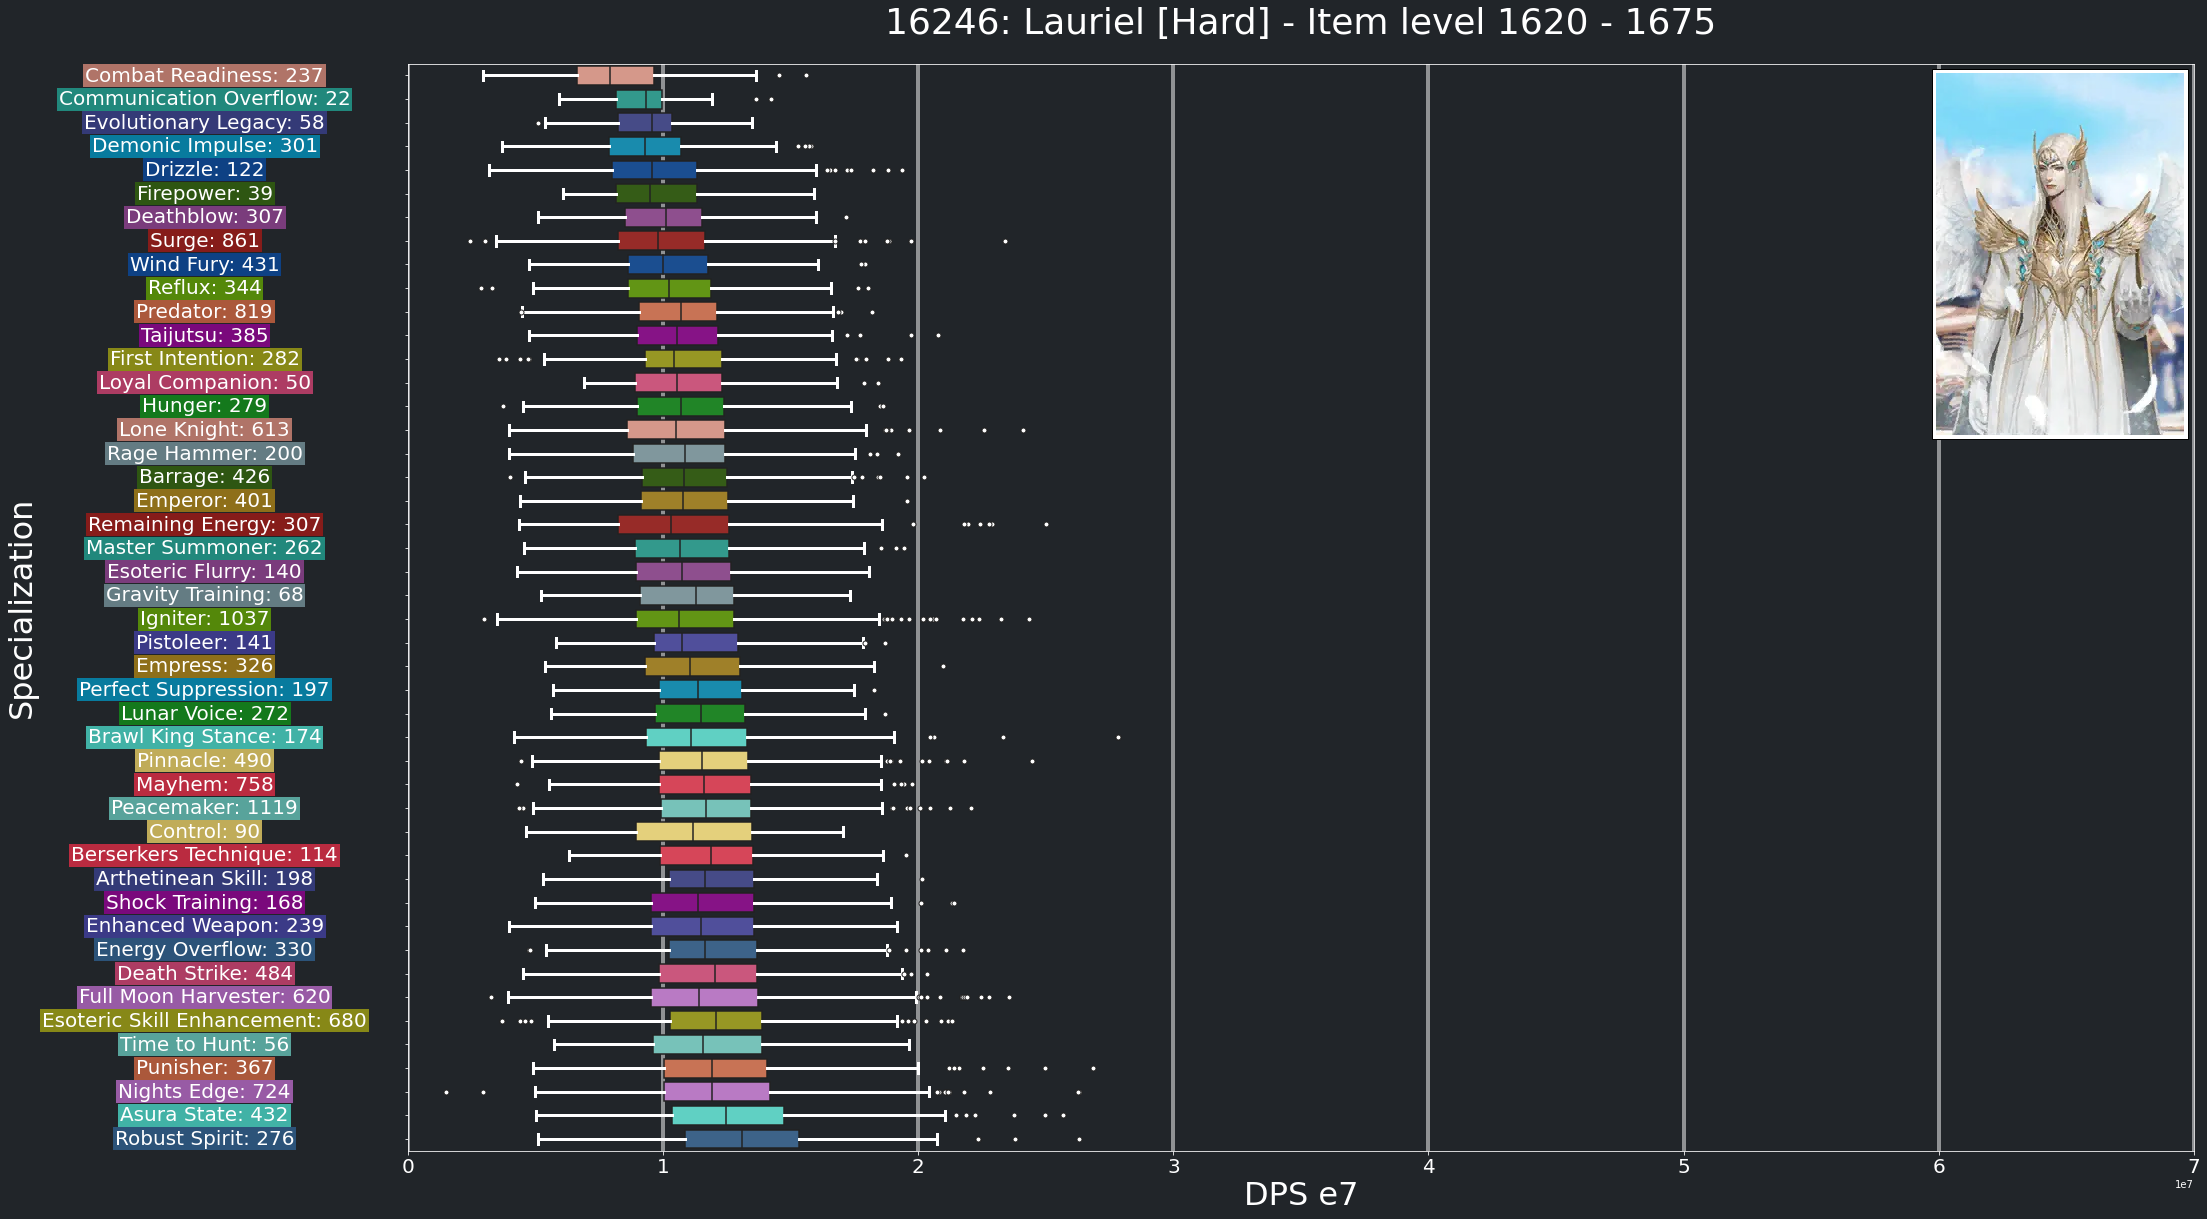 16246: Lauriel [Hard] - Item level 1620 - 1675
Specialization
Combat Readiness: 237
Communication Overflow: 22
Evolutionary Legacy: 58
Demonic Impulse: 301
Drizzle: 122
Firepower: 39
Deathblow: 307
Surge: 861
Wind Fury: 431
Reflux: 344
Predator: 819
Taijutsu: 385
First Intention: 282
Loyal Companion: 50
Hunger: 279
Lone Knight: 613
Rage Hammer: 200
Barrage: 426
Emperor: 401
Remaining Energy: 307
Master Summoner: 262
Esoteric Flurry: 140
Gravity Training: 68
Igniter: 1037
Pistoleer: 141
Empress: 326
Perfect Suppression: 197
Lunar Voice: 272
Brawl King Stance: 174
Pinnacle: 490
Mayhem: 758
Peacemaker: 1119
Control: 90
Berserkers Technique: 114
Arthetinean Skill: 198
Shock Training: 168
Enhanced Weapon: 239
Energy Overflow: 330
Death Strike: 484
Full Moon Harvester: 620
Esoteric Skill Enhancement: 680
Time to Hunt: 56
Punisher: 367
Nights Edge: 724
Asura State: 432
Robust Spirit: 276
0 1 2 3 4 5 6 7
DPS e7
1e7